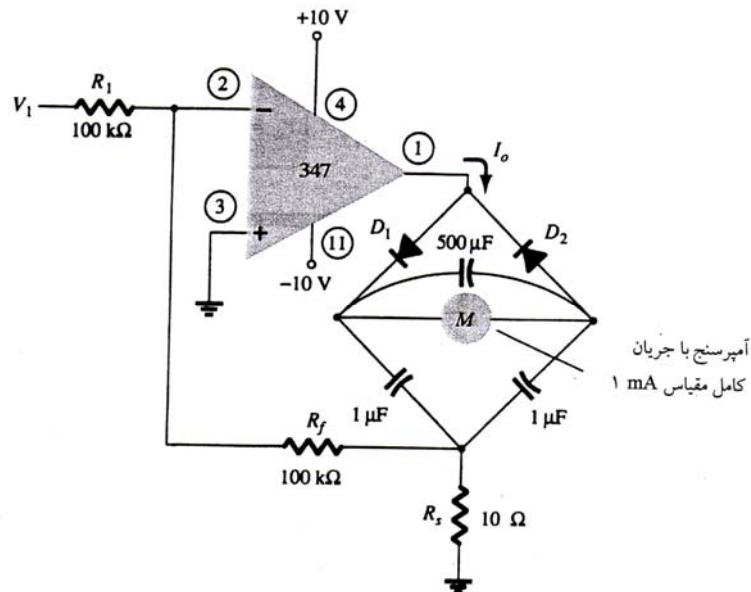 +10 V
R₁
V₁
100 kΩ
2
−
4
347
1
Iₒ
3
+
11
−10 V
D₁
D₂
500 µF
M
آمپرسنج با جریان
کامل مقیاس ۱ mA
1 µF
1 µF
R_f
100 kΩ
Rₛ
10 Ω